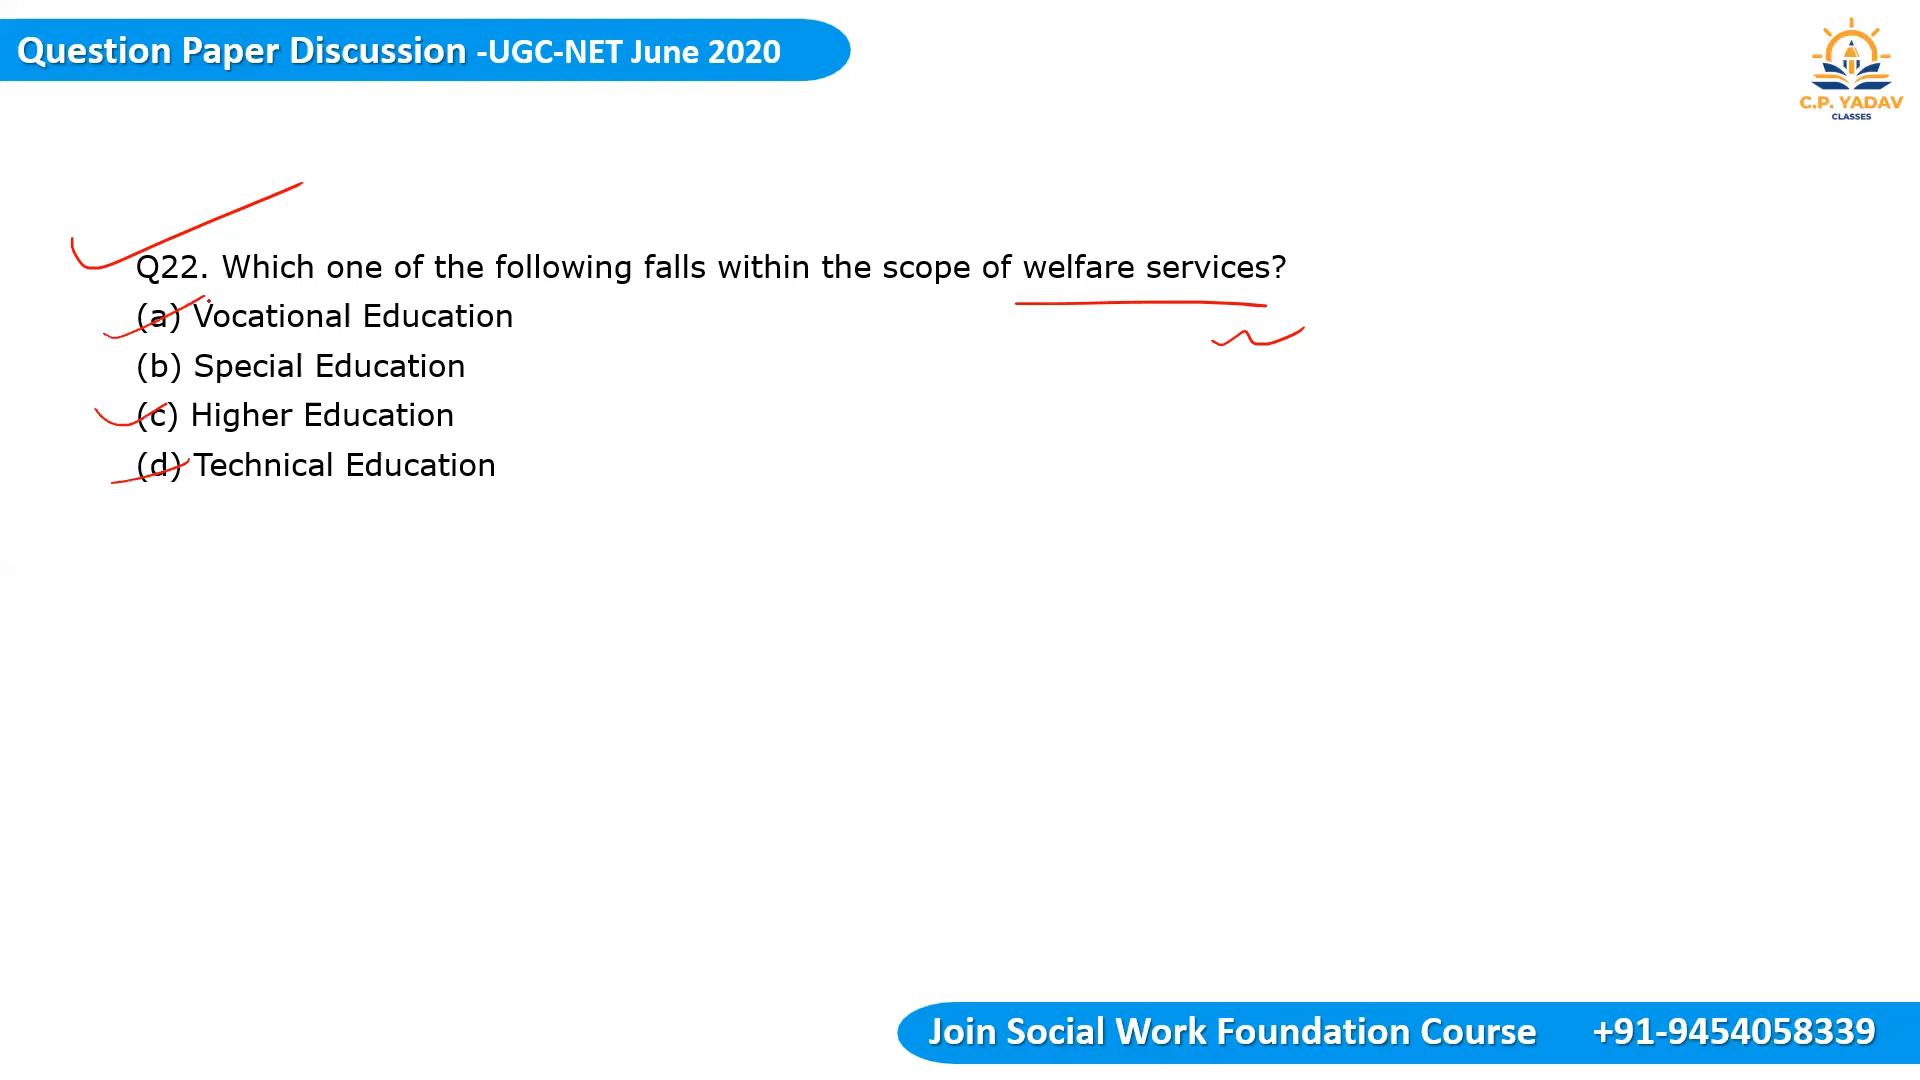 Question Paper Discussion -UGC-NET June 2020
C.P. YADAV
CLASSES
Q22. Which one of the following falls within the scope of welfare services?
(a) Vocational Education
(b) Special Education
(c) Higher Education
(d) Technical Education
Join Social Work Foundation Course +91-9454058339